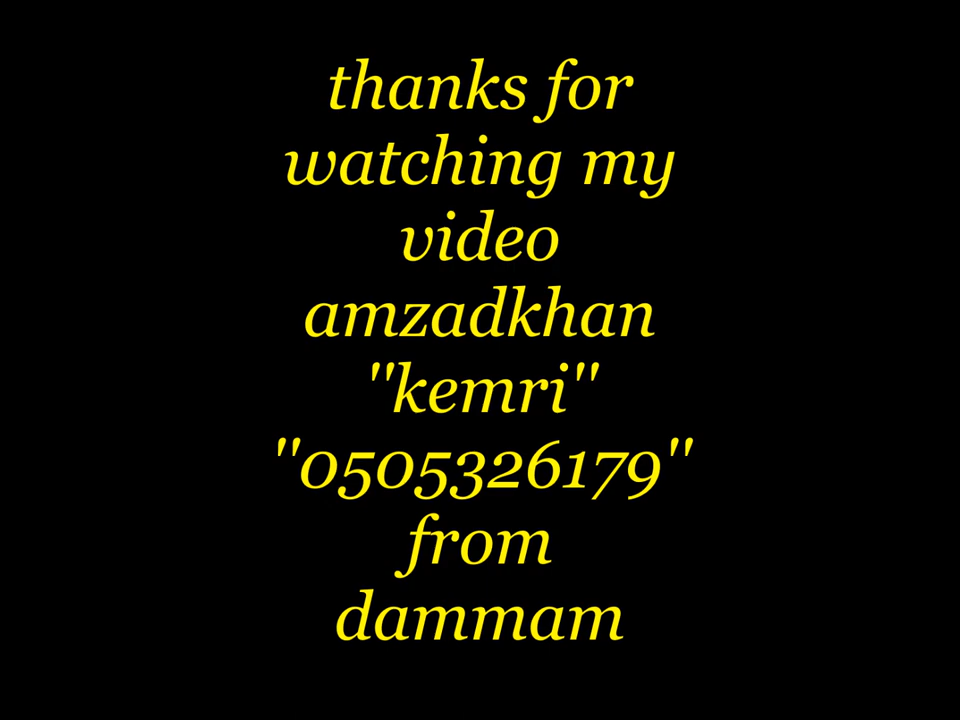 thanks for
watching my
video
amzadkhan
"kemri"
"0505326179"
from
dammam